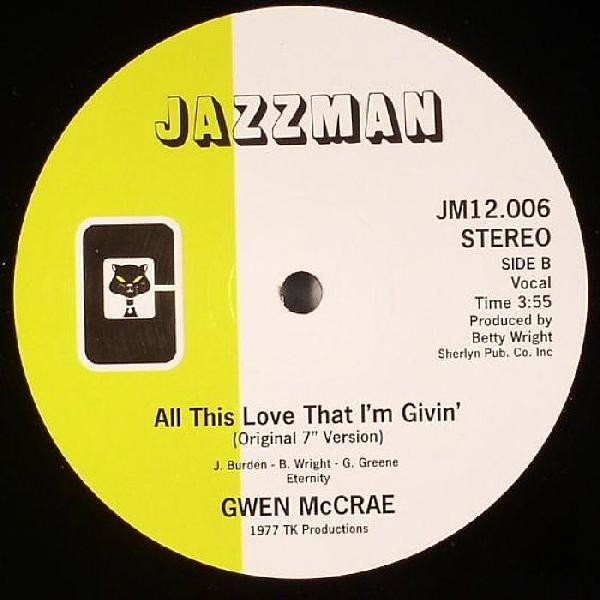 JAZZMAN
JM12.006
STEREO
SIDE B
Vocal
Time 3:55
Produced by
Betty Wright
Sherlyn Pub. Co. Inc
All This Love That I'm Givin'
(Original 7" Version)
J. Burden - B. Wright - G. Greene
Eternity
GWEN McCRAE
1977 TK Productions